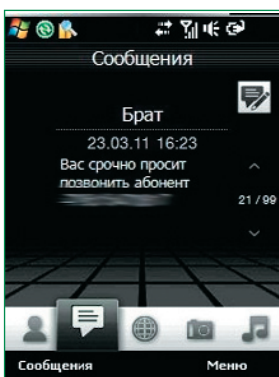 Сообщения
Брат
23.03.11 16:23
Вас срочно просит
позвонить абонент
21 / 99
Сообщения Меню